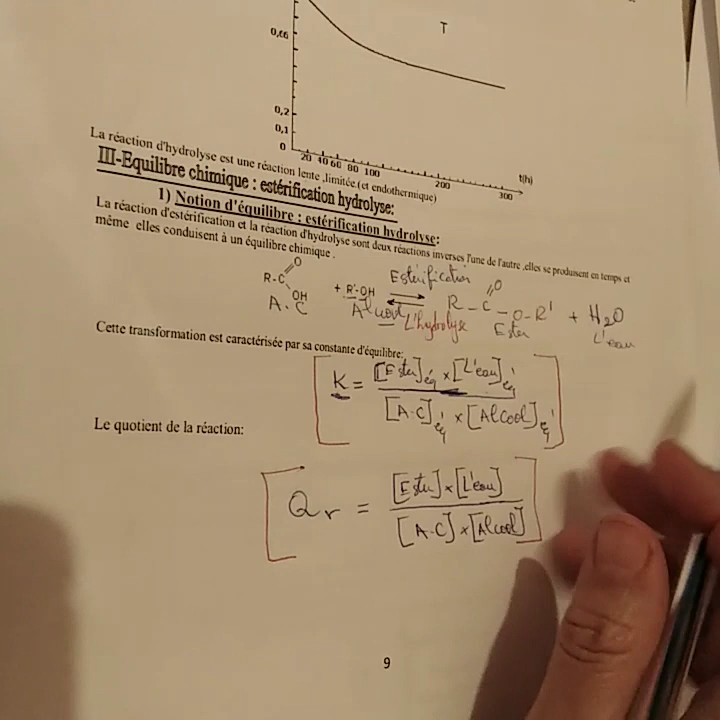 T
0,66
0,2
0,1
0
20 40 60 80 100 200 300 t(h)
La réaction d'hydrolyse est une réaction lente ,limitée.(et endothermique)
III-Equilibre chimique : estérification hydrolyse:
1) Notion d'équilibre : estérification hydrolyse:
La réaction d'estérification et la réaction d'hydrolyse sont deux réactions inverses l'une de l'autre ,elles se produisent en temps et
même elles conduisent à un équilibre chimique .
R-C O OH + R'-OH Estérification R-C O -O-R' + H2O
A.C Alcool L'hydrolyse Ester L'eau
Cette transformation est caractérisée par sa constante d'équilibre:
K = [Ester]éq × [L'eau]éq
[A.C]éq × [Alcool]éq
Le quotient de la réaction:
Qr = [Ester]×[L'eau]
[A.C]×[Alcool]
9